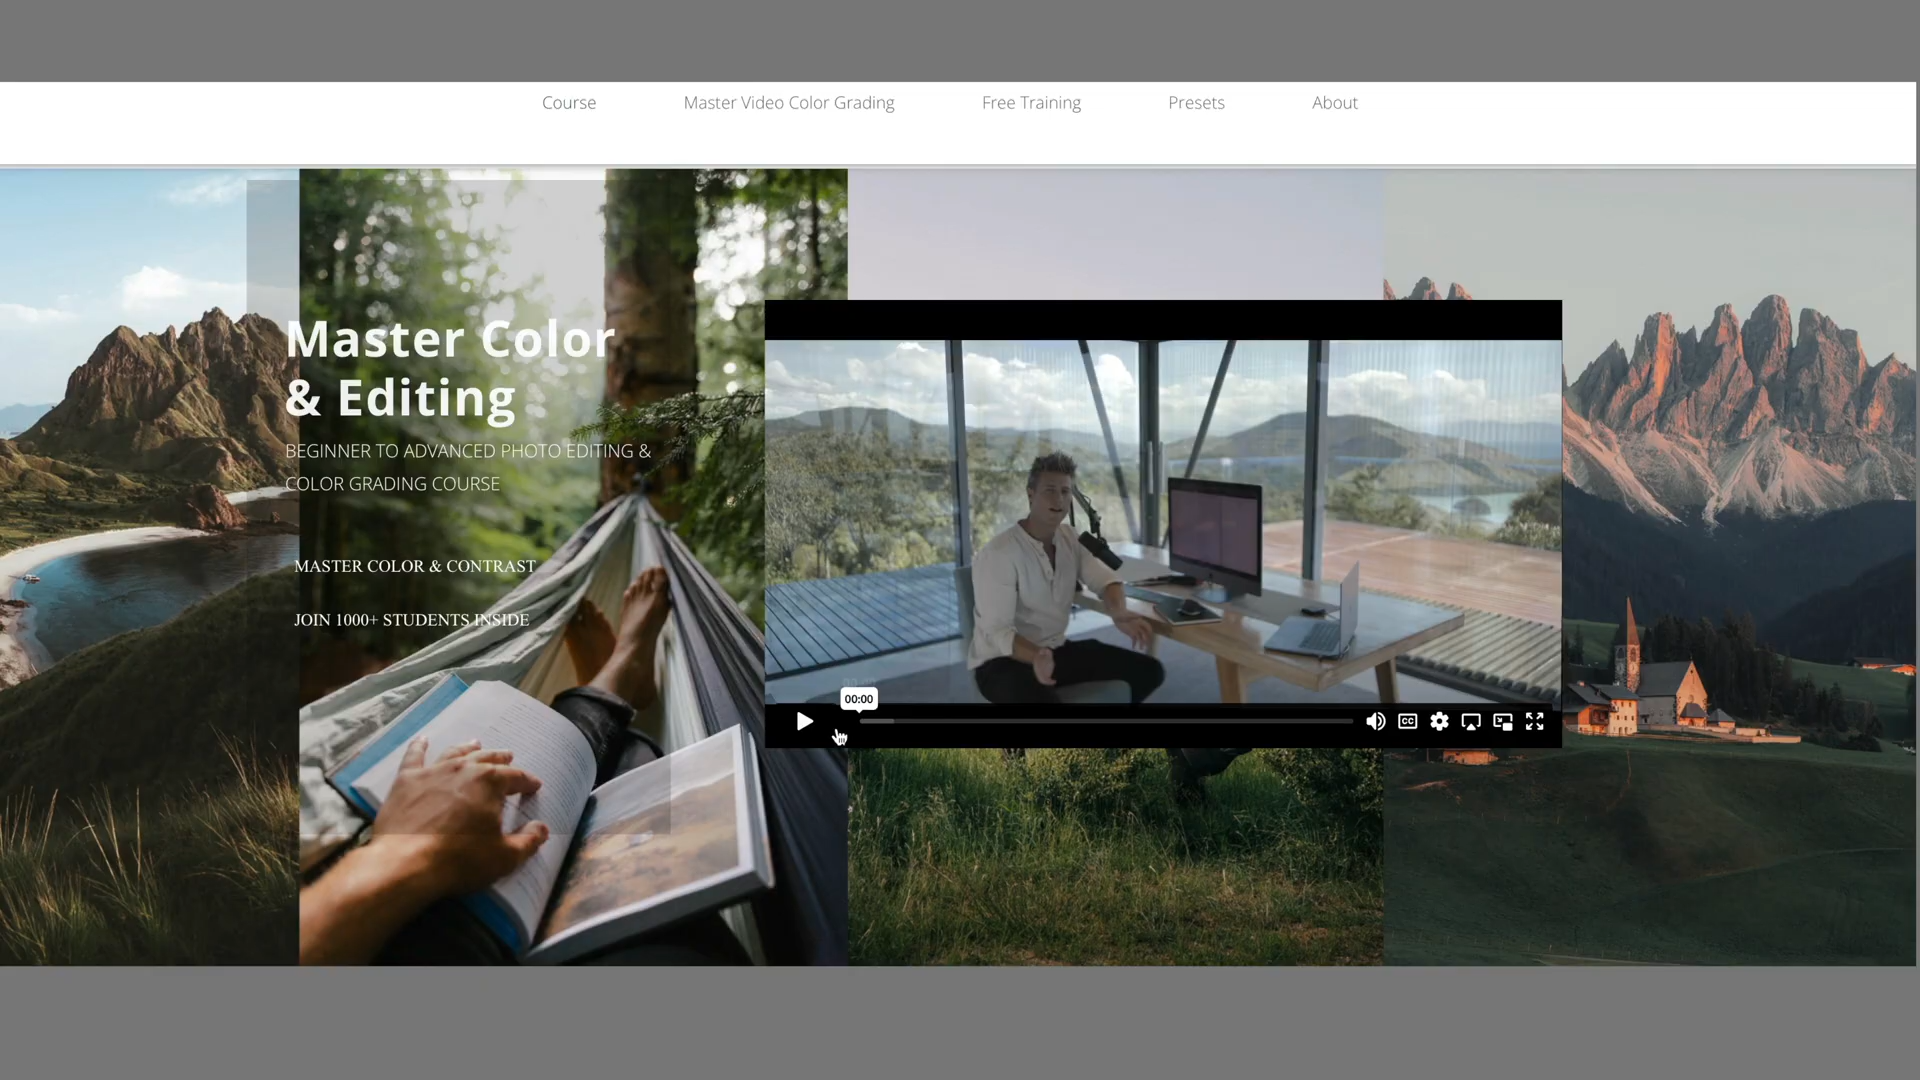 Course Master Video Color Grading Free Training Presets About
Master Color
& Editing
BEGINNER TO ADVANCED PHOTO EDITING &
COLOR GRADING COURSE
MASTER COLOR & CONTRAST
JOIN 1000+ STUDENTS INSIDE
00:00
CC